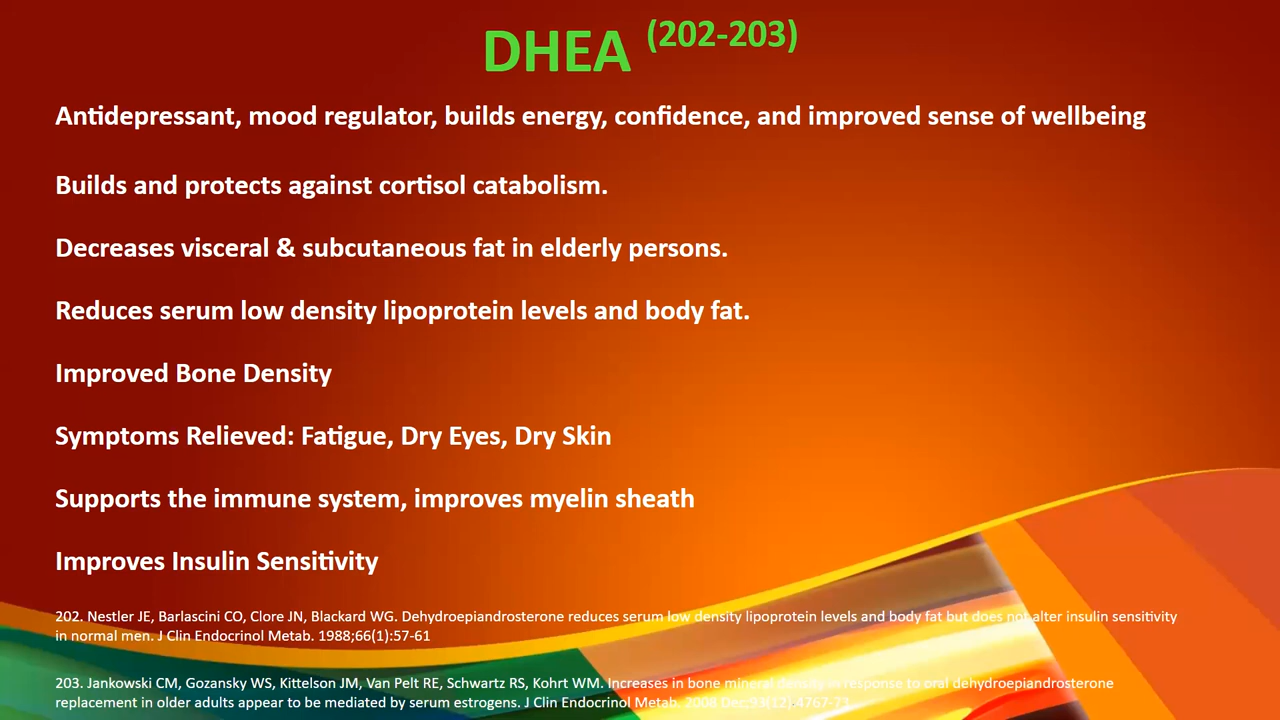 DHEA (202-203)
Antidepressant, mood regulator, builds energy, confidence, and improved sense of wellbeing
Builds and protects against cortisol catabolism.
Decreases visceral & subcutaneous fat in elderly persons.
Reduces serum low density lipoprotein levels and body fat.
Improved Bone Density
Symptoms Relieved: Fatigue, Dry Eyes, Dry Skin
Supports the immune system, improves myelin sheath
Improves Insulin Sensitivity
202. Nestler JE, Barlascini CO, Clore JN, Blackard WG. Dehydroepiandrosterone reduces serum low density lipoprotein levels and body fat but does not alter insulin sensitivity
in normal men. J Clin Endocrinol Metab. 1988;66(1):57-61
203. Jankowski CM, Gozansky WS, Kittelson JM, Van Pelt RE, Schwartz RS, Kohrt WM. Increases in bone mineral density in response to oral dehydroepiandrosterone
replacement in older adults appear to be mediated by serum estrogens. J Clin Endocrinol Metab. 2008 Dec;93(12):4767-73